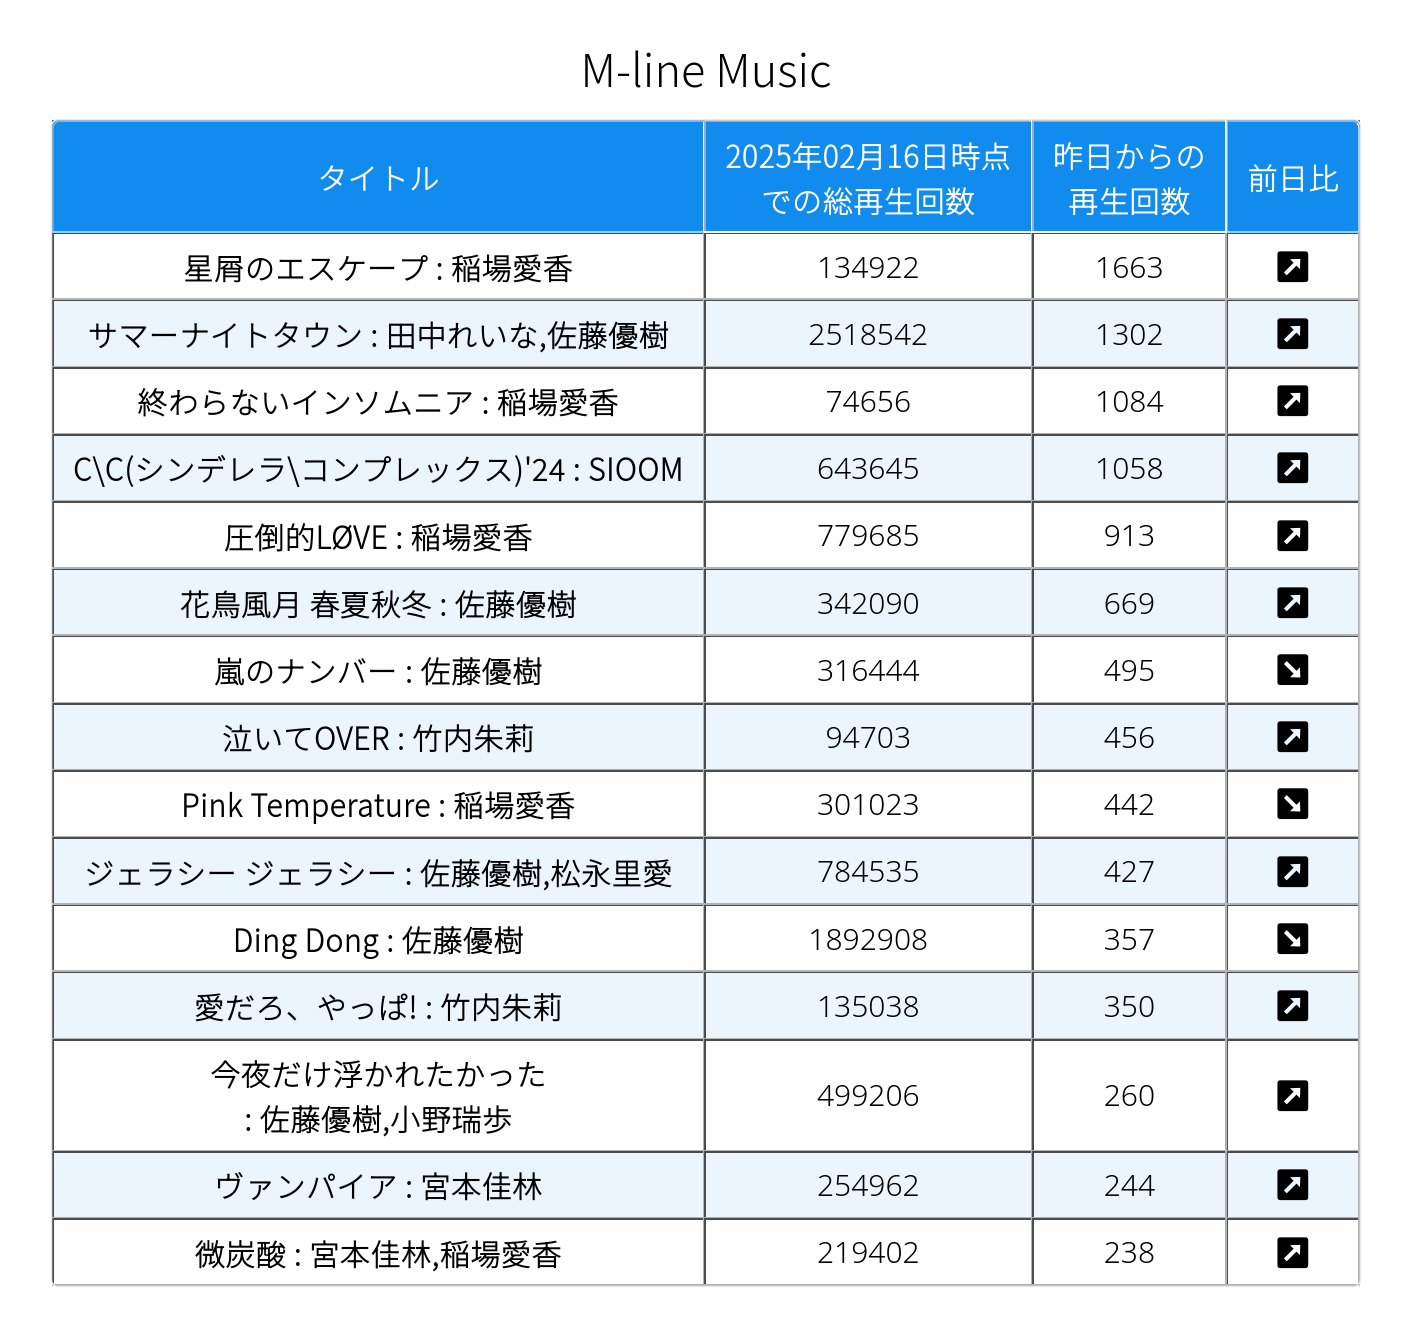 M-line Music
タイトル
2025年02月16日時点
での総再生回数
昨日からの
再生回数
前日比
星屑のエスケープ : 稲場愛香 134922 1663
サマーナイトタウン : 田中れいな,佐藤優樹 2518542 1302
終わらないインソムニア : 稲場愛香 74656 1084
C\C(シンデレラ\コンプレックス)'24 : SIOOM 643645 1058
圧倒的LØVE : 稲場愛香 779685 913
花鳥風月 春夏秋冬 : 佐藤優樹 342090 669
嵐のナンバー : 佐藤優樹 316444 495
泣いてOVER : 竹内朱莉 94703 456
Pink Temperature : 稲場愛香 301023 442
ジェラシー ジェラシー : 佐藤優樹,松永里愛 784535 427
Ding Dong : 佐藤優樹 1892908 357
愛だろ、やっぱ! : 竹内朱莉 135038 350
今夜だけ浮かれたかった
: 佐藤優樹,小野瑞歩 499206 260
ヴァンパイア : 宮本佳林 254962 244
微炭酸 : 宮本佳林,稲場愛香 219402 238